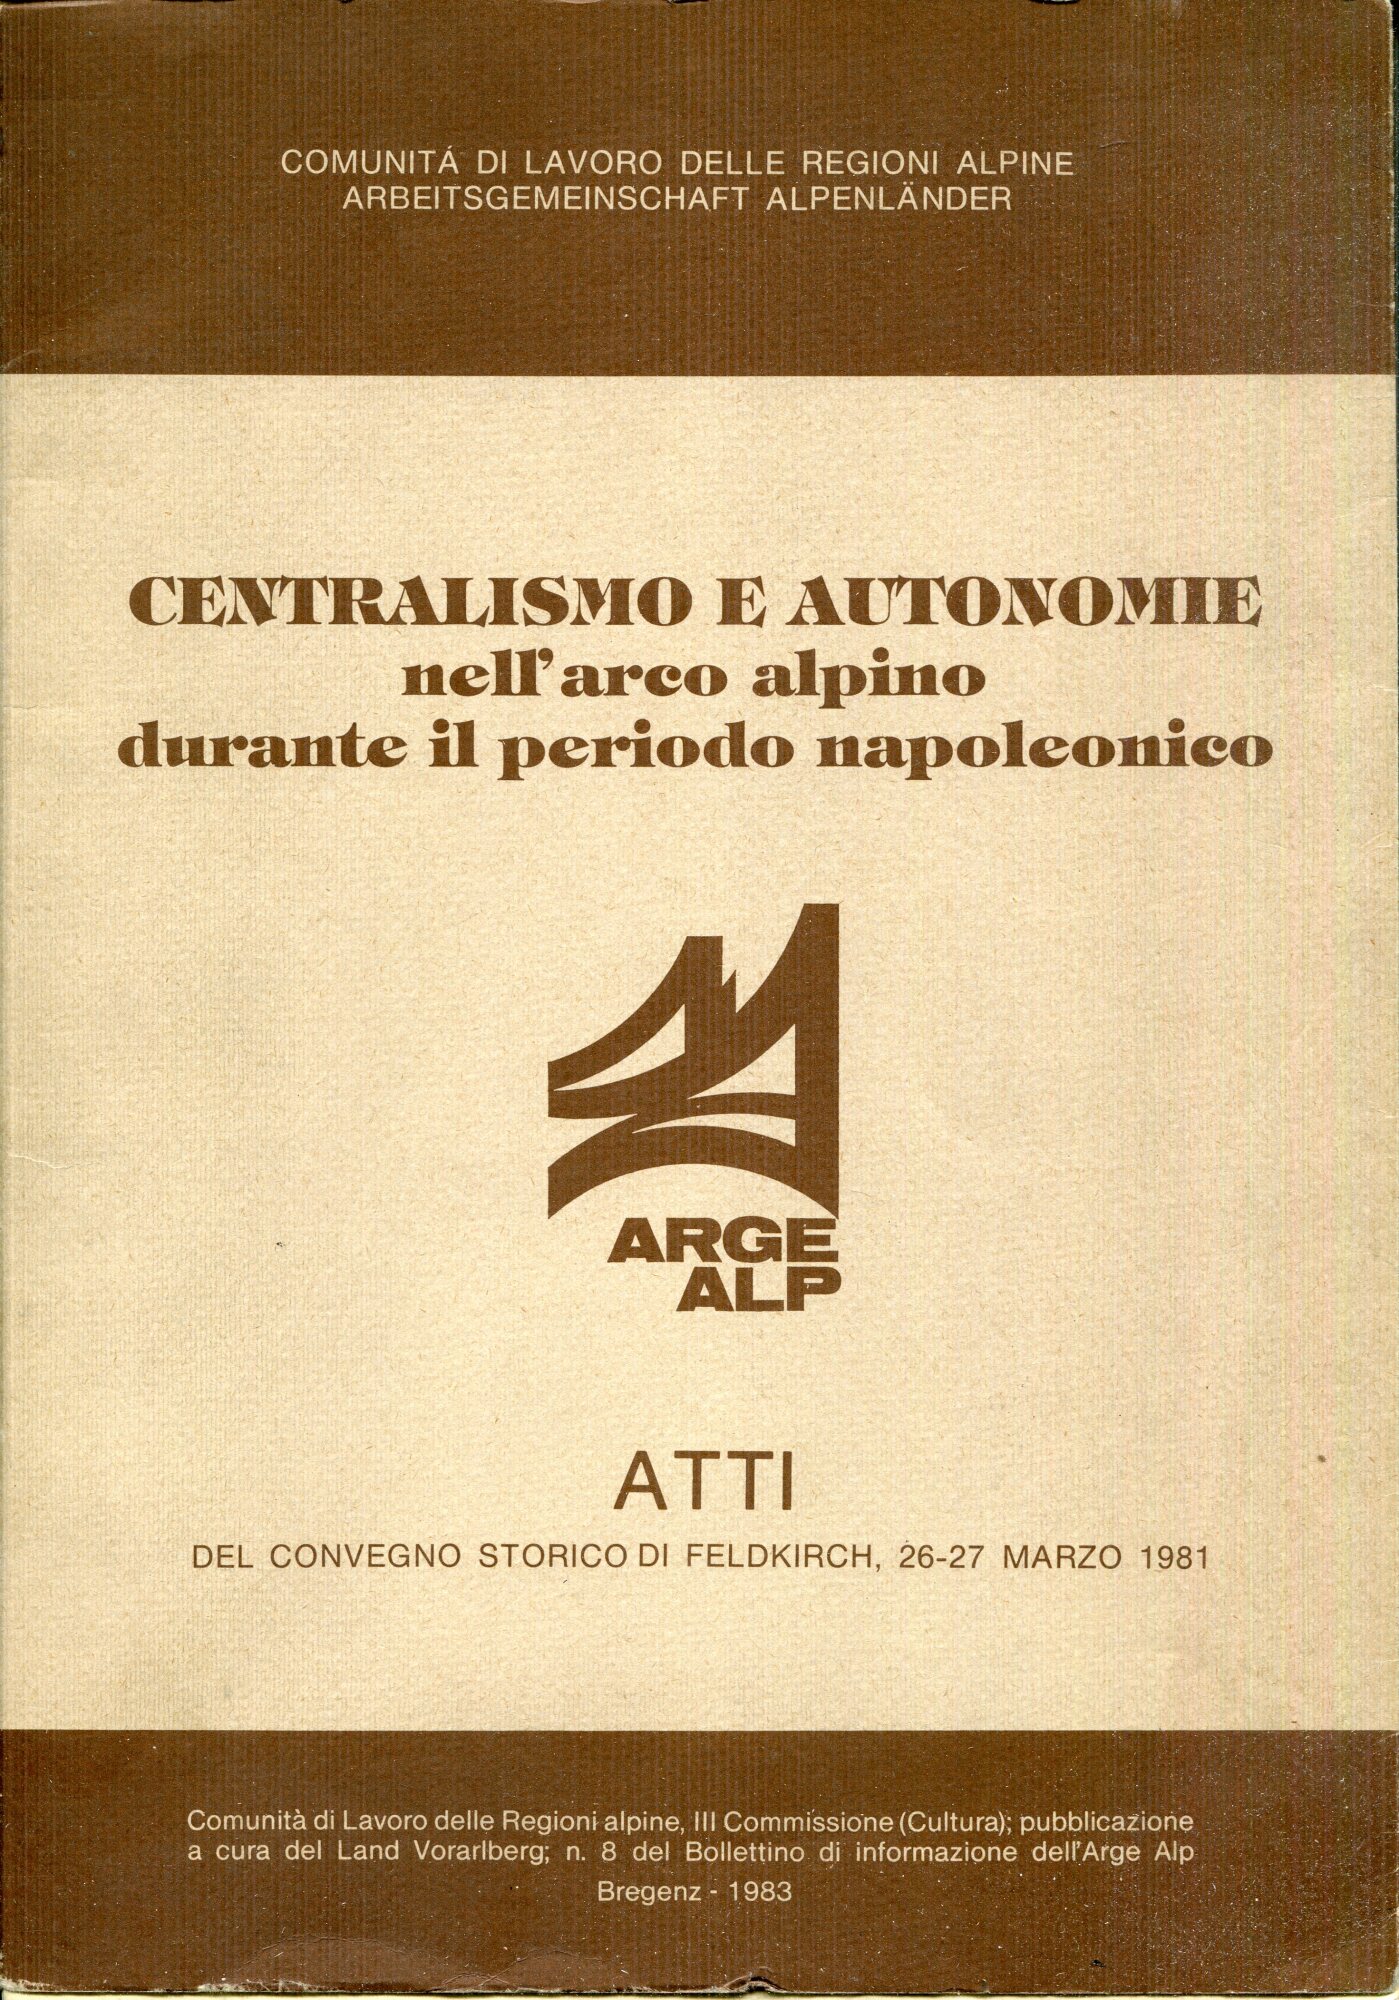 COMUNITÁ DI LAVORO DELLE REGIONI ALPINE
ARBEITSGEMEINSCHAFT ALPENLÄNDER
CENTRALISMO E AUTONOMIE
nell'arco alpino
durante il periodo napoleonico
ARGE
ALP
ATTI
DEL CONVEGNO STORICO DI FELDKIRCH, 26-27 MARZO 1981
Comunità di Lavoro delle Regioni alpine, III Commissione (Cultura); pubblicazione
a cura del Land Vorarlberg; n. 8 del Bollettino di informazione dell'Arge Alp
Bregenz - 1983